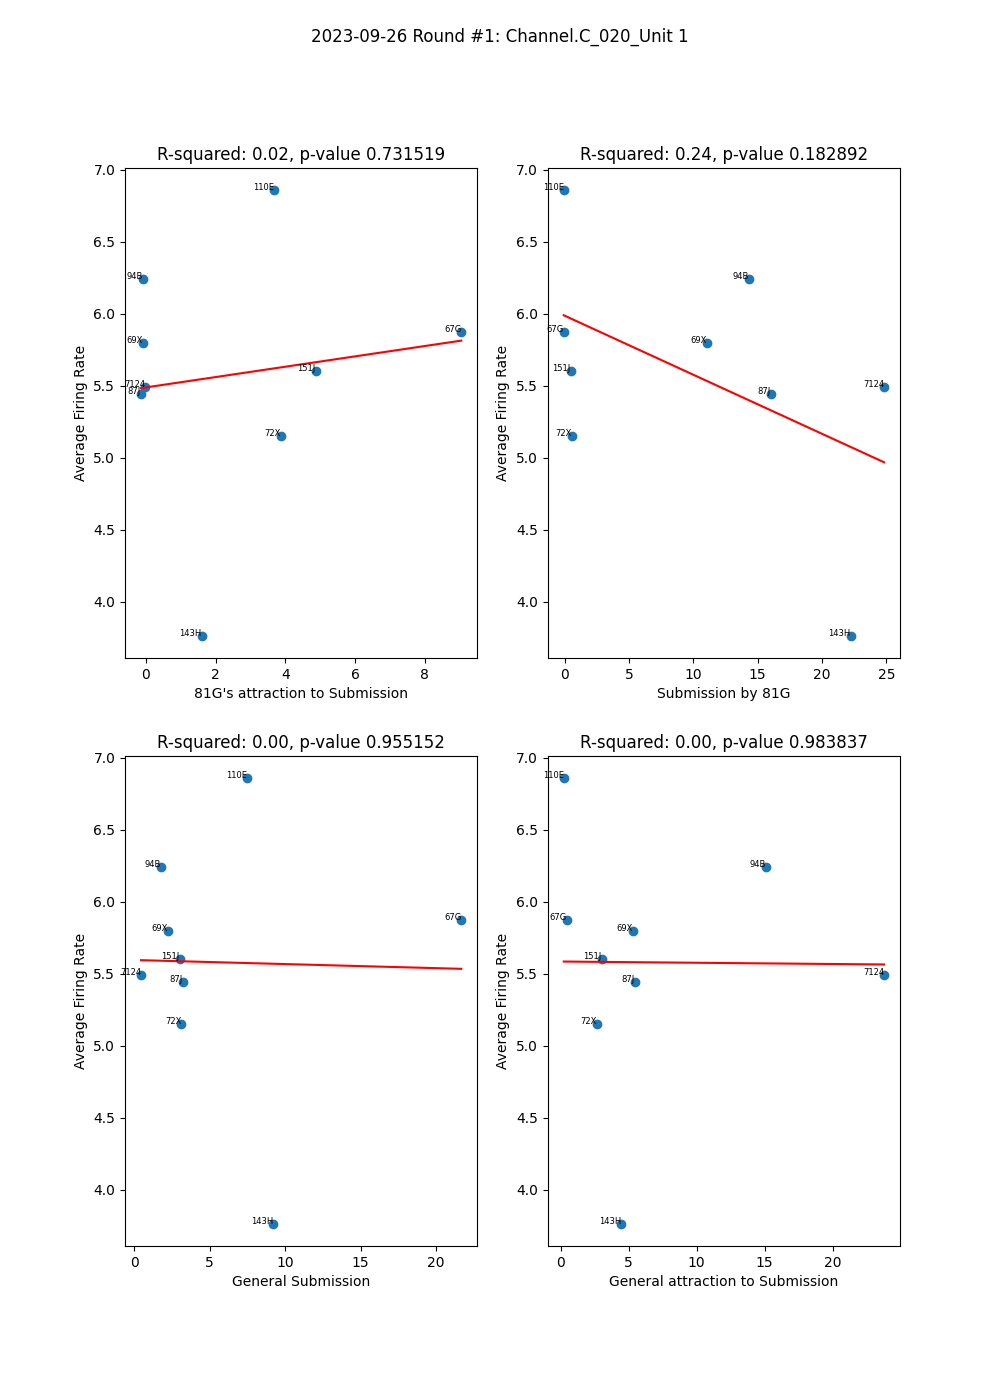 2023-09-26 Round #1: Channel.C_020_Unit 1
R-squared: 0.02, p-value 0.731519
7.0
6.5
6.0
5.5
5.0
4.5
4.0
Average Firing Rate
110E
94B
69X
67G
7124
87J
151J
72X
143H
0 2 4 6 8
81G's attraction to Submission
R-squared: 0.24, p-value 0.182892
7.0
6.5
6.0
5.5
5.0
4.5
4.0
Average Firing Rate
110E
94B
67G
69X
151J
87J
7124
72X
143H
0 5 10 15 20 25
Submission by 81G
R-squared: 0.00, p-value 0.955152
7.0
6.5
6.0
5.5
5.0
4.5
4.0
Average Firing Rate
110E
94B
67G
69X
151J
7124
87J
72X
143H
0 5 10 15 20
General Submission
R-squared: 0.00, p-value 0.983837
7.0
6.5
6.0
5.5
5.0
4.5
4.0
Average Firing Rate
110E
94B
67G
69X
151J
87J
7124
72X
143H
0 5 10 15 20
General attraction to Submission